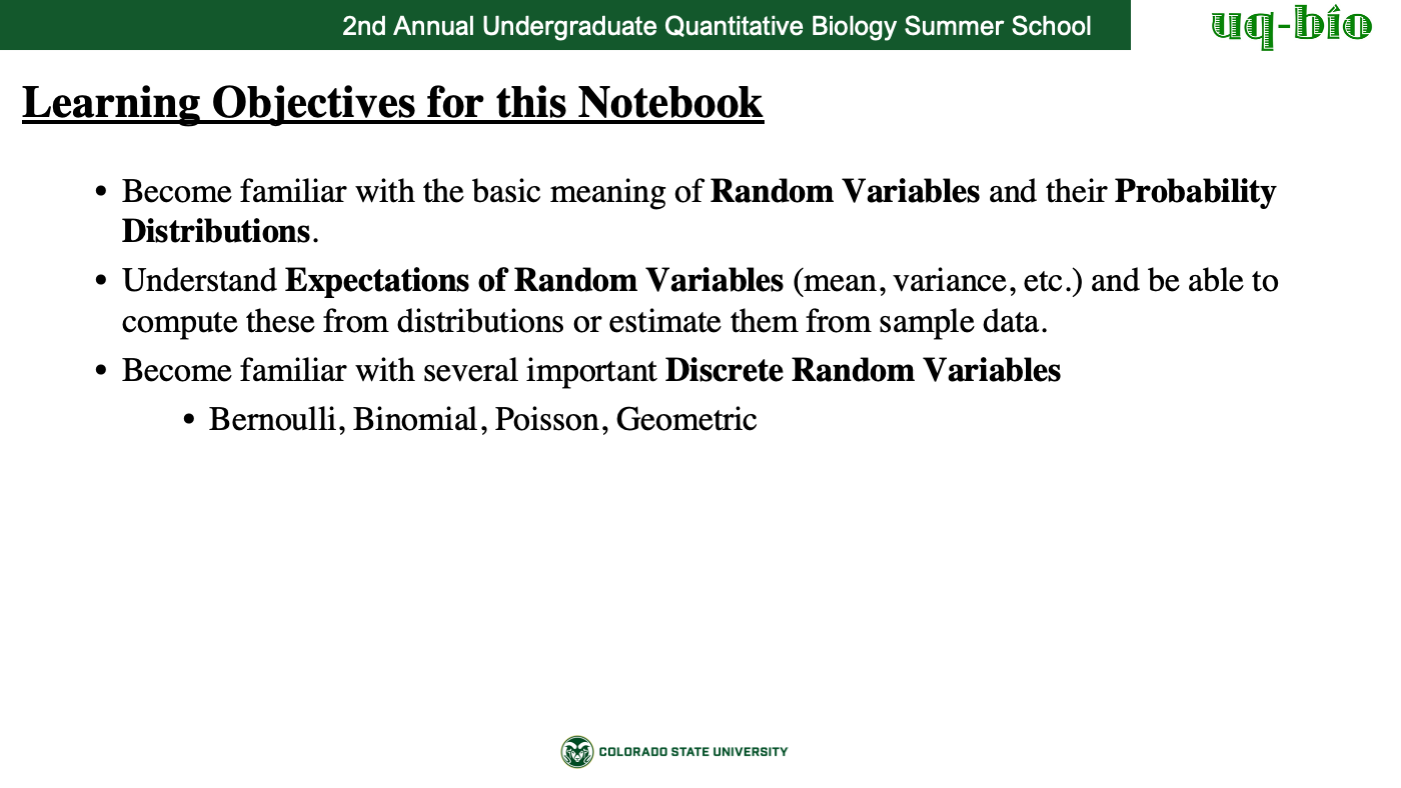 2nd Annual Undergraduate Quantitative Biology Summer School
uq-bio
Learning Objectives for this Notebook
• Become familiar with the basic meaning of Random Variables and their Probability
Distributions.
• Understand Expectations of Random Variables (mean, variance, etc.) and be able to
compute these from distributions or estimate them from sample data.
• Become familiar with several important Discrete Random Variables
• Bernoulli, Binomial, Poisson, Geometric
COLORADO STATE UNIVERSITY